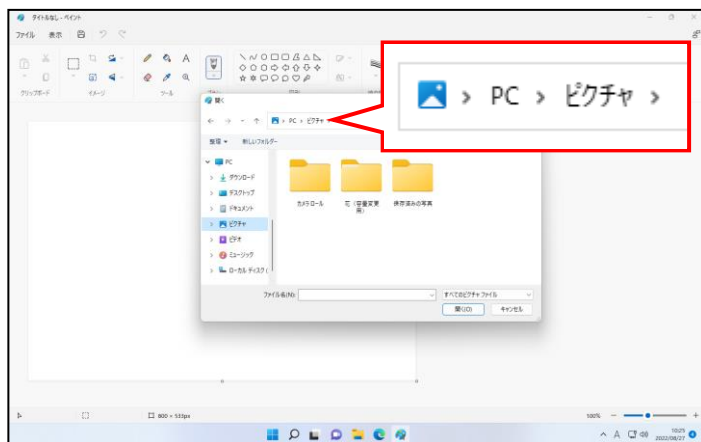 タイトルなし - ペイント
ファイル 表示
クリップボード イメージ ツール
開く
PC › ピクチャ ›
PC › ピクチャ ›
整理 新しいフォルダー
PC
ダウンロード
デスクトップ
ドキュメント
ピクチャ
ビデオ
ミュージック
ローカル ディスク (
カメラロール
花（容量変更用）
保存済みの写真
ファイル名(N):
すべてのピクチャ ファイル
開く(O) キャンセル
800 × 533px
100%
A
10:25
2022/08/27